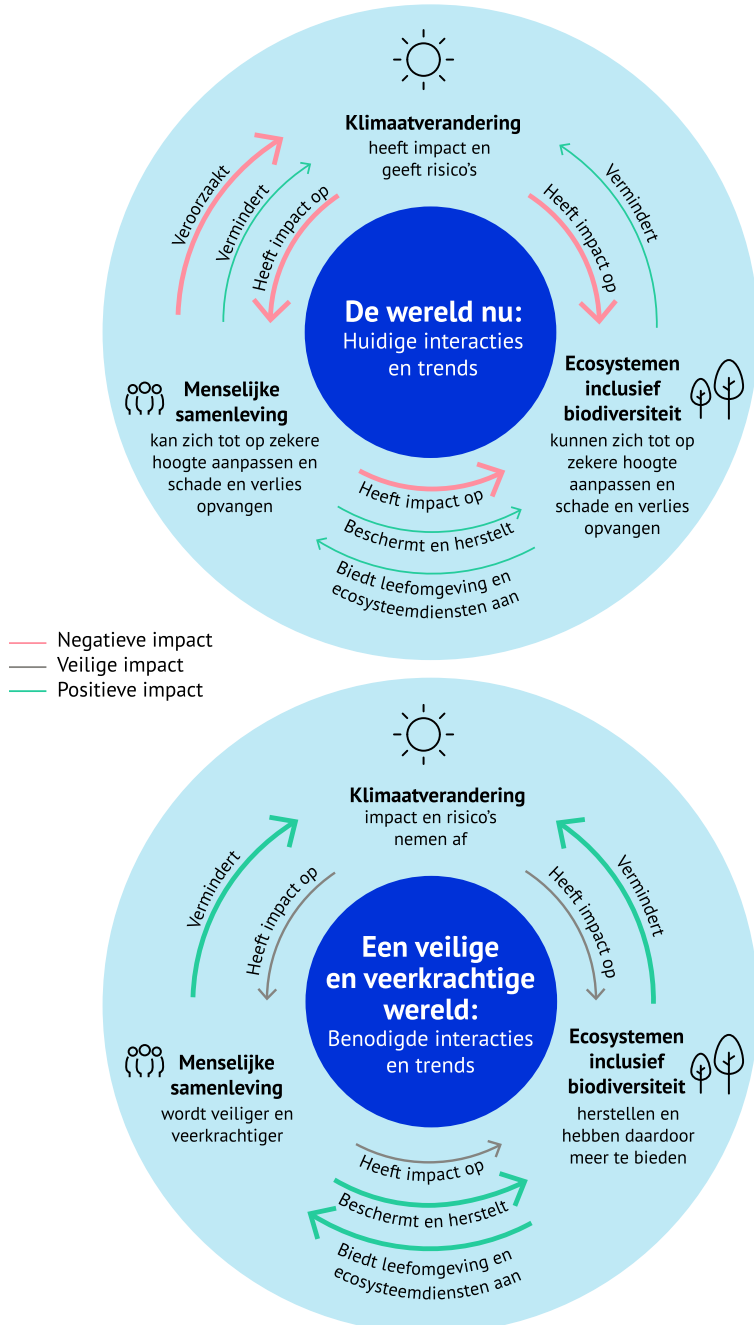 Klimaatverandering
heeft impact en
geeft risico's
Veroorzaakt
Vermindert
Heeft impact op
Heeft impact op
Vermindert
De wereld nu:
Huidige interacties
en trends
Menselijke
samenleving
kan zich tot op zekere
hoogte aanpassen en
schade en verlies
opvangen
Ecosystemen
inclusief
biodiversiteit
kunnen zich tot op
zekere hoogte
aanpassen en
schade en verlies
opvangen
Heeft impact op
Beschermt en herstelt
Biedt leefomgeving en
ecosysteemdiensten aan
Negatieve impact
Veilige impact
Positieve impact
Klimaatverandering
impact en risico's
nemen af
Vermindert
Heeft impact op
Heeft impact op
Vermindert
Een veilige
en veerkrachtige
wereld:
Benodigde interacties
en trends
Menselijke
samenleving
wordt veiliger en
veerkrachtiger
Ecosystemen
inclusief
biodiversiteit
herstellen en
hebben daardoor
meer te bieden
Heeft impact op
Beschermt en herstelt
Biedt leefomgeving en
ecosysteemdiensten aan